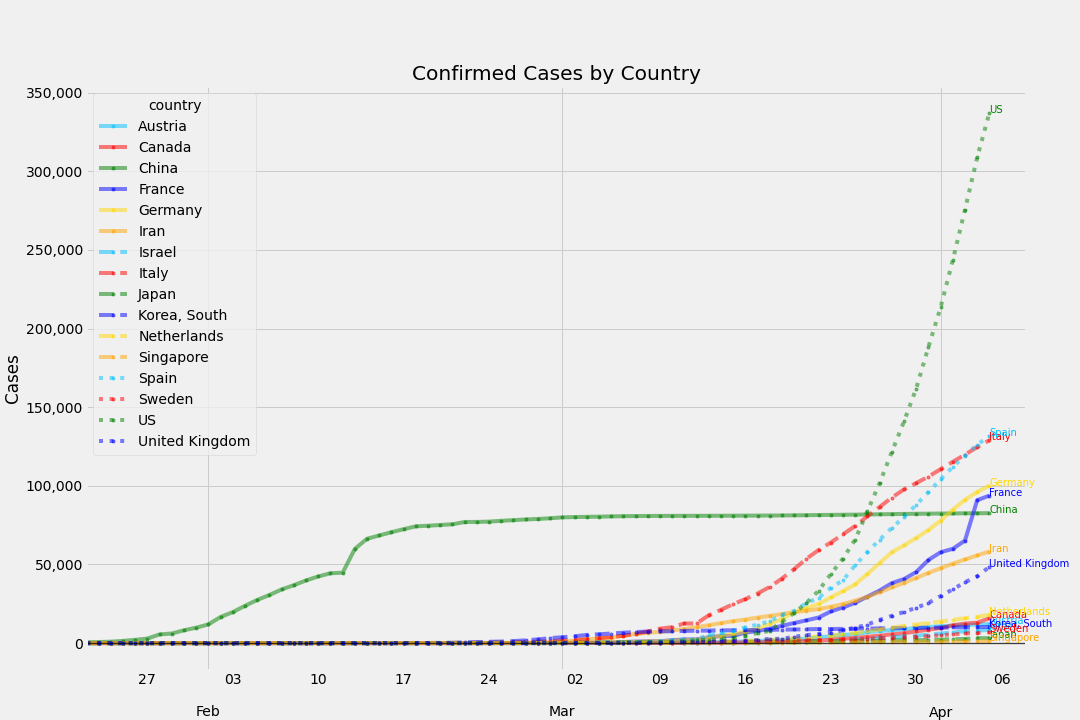 Confirmed Cases by Country
350,000
300,000
250,000
200,000
150,000
100,000
50,000
0
Cases
country
Austria
Canada
China
France
Germany
Iran
Israel
Italy
Japan
Korea, South
Netherlands
Singapore
Spain
Sweden
US
United Kingdom
US
Spain
Italy
Germany
France
China
Iran
United Kingdom
Netherlands
Canada
Korea, South
Sweden
Japan
Singapore
27 03 10 17 24 02 09 16 23 30 06
Feb Mar Apr